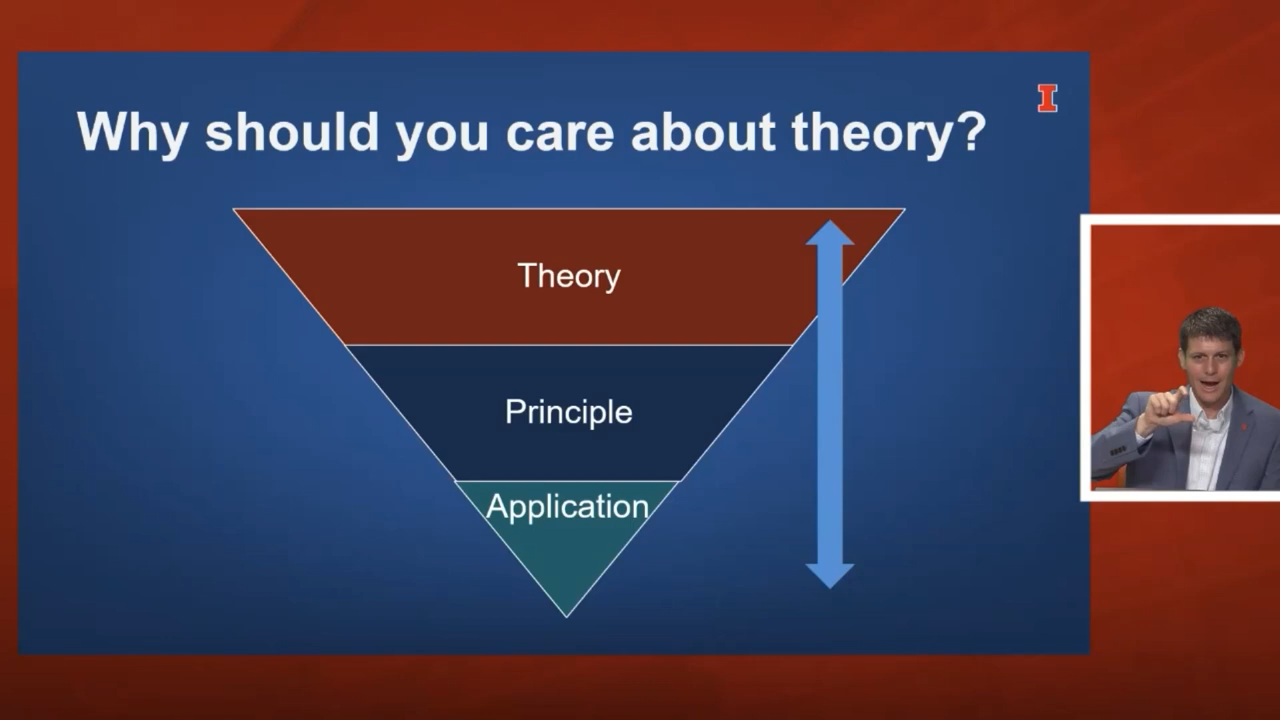 Why should you care about theory?
I
Theory
Principle
Application